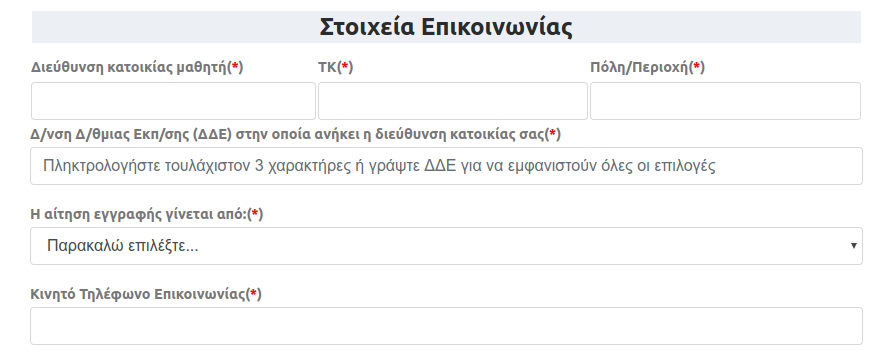 Στοιχεία Επικοινωνίας
Διεύθυνση κατοικίας μαθητή(*) ΤΚ(*) Πόλη/Περιοχή(*)
Δ/νση Δ/θμιας Εκπ/σης (ΔΔΕ) στην οποία ανήκει η διεύθυνση κατοικίας σας(*)
Πληκτρολογήστε τουλάχιστον 3 χαρακτήρες ή γράψτε ΔΔΕ για να εμφανιστούν όλες οι επιλογές
Η αίτηση εγγραφής γίνεται από:(*)
Παρακαλώ επιλέξτε...
Κινητό Τηλέφωνο Επικοινωνίας(*)